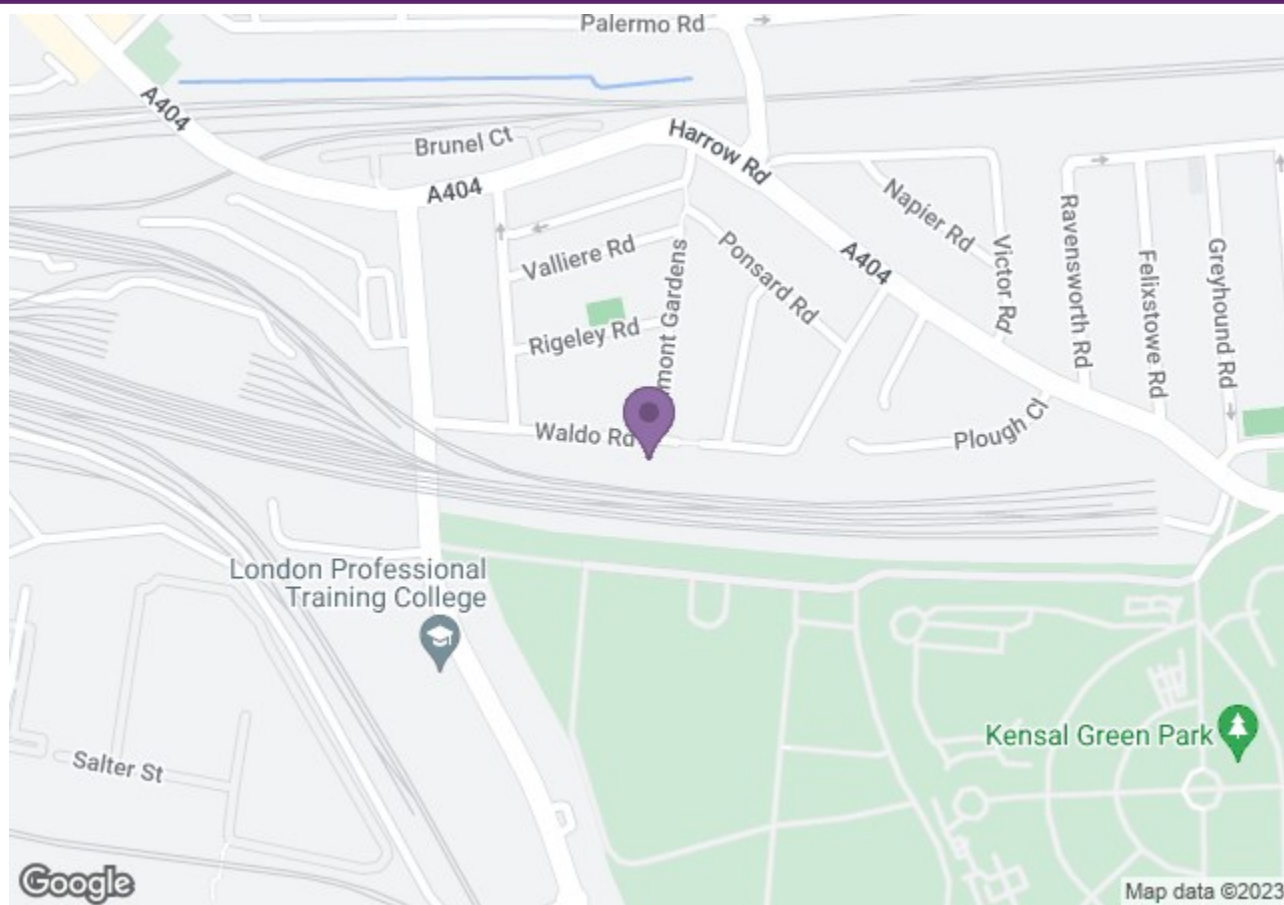 Palermo Rd
A404
Brunel Ct
Harrow Rd
A404
Napier Rd
Valliere Rd
Ponsard Rd
A404
Victor Rd
Ravensworth Rd
Felixstowe Rd
Greyhound Rd
Rigeley Rd
mont Gardens
Waldo Rd
Plough Cl
London Professional
Training College
Kensal Green Park
Salter St
Google
Map data ©2023